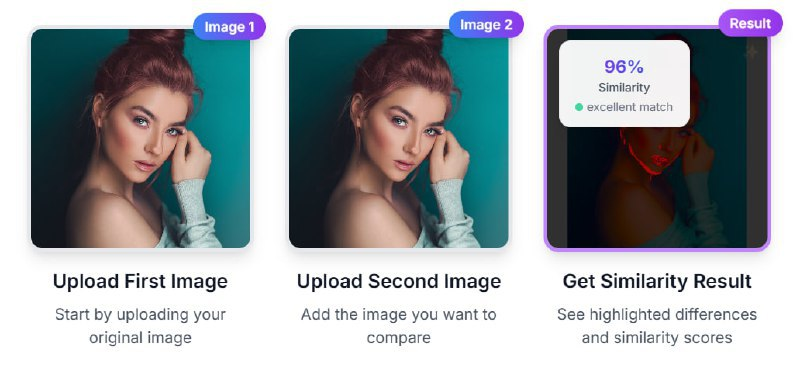 Image 1
Image 2
Result
96%
Similarity
excellent match
Upload First Image
Start by uploading your
original image
Upload Second Image
Add the image you want to
compare
Get Similarity Result
See highlighted differences
and similarity scores